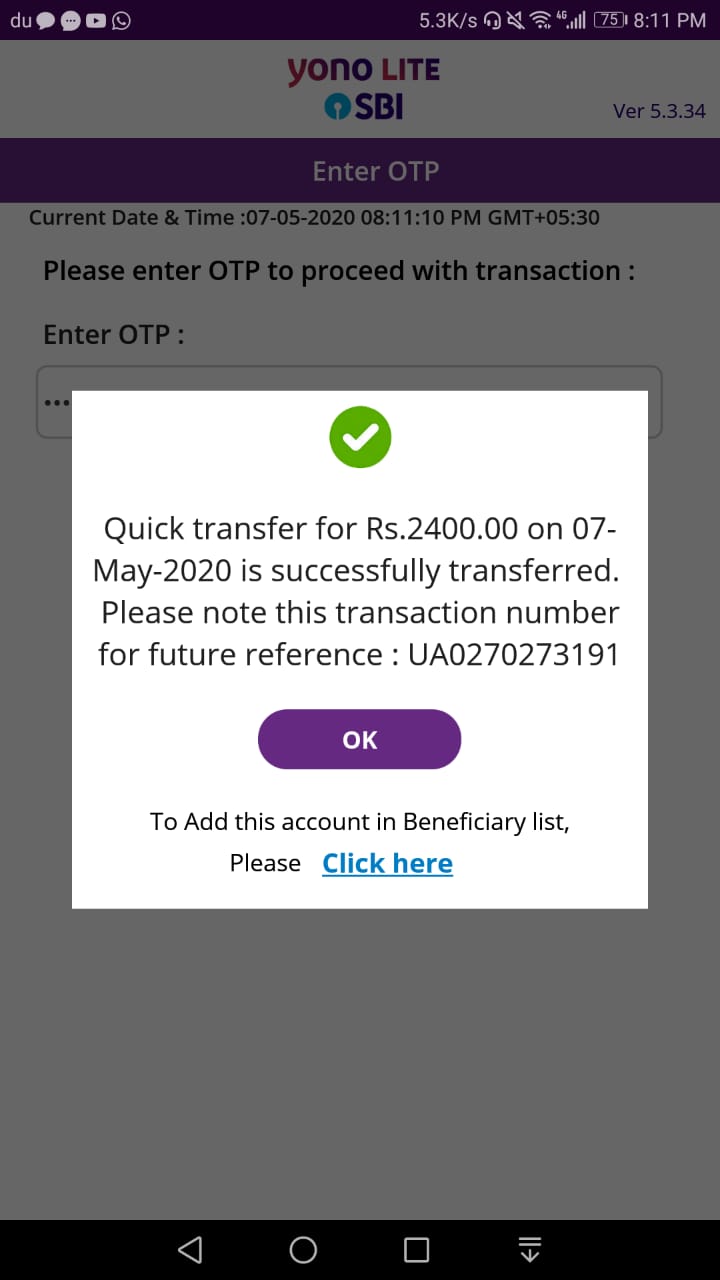 du 5.3K/s 4G 75 8:11 PM
yono LITE
SBI
Ver 5.3.34
Enter OTP
Current Date & Time :07-05-2020 08:11:10 PM GMT+05:30
Please enter OTP to proceed with transaction :
Enter OTP :
•••
Quick transfer for Rs.2400.00 on 07-
May-2020 is successfully transferred.
Please note this transaction number
for future reference : UA0270273191
OK
To Add this account in Beneficiary list,
Please Click here